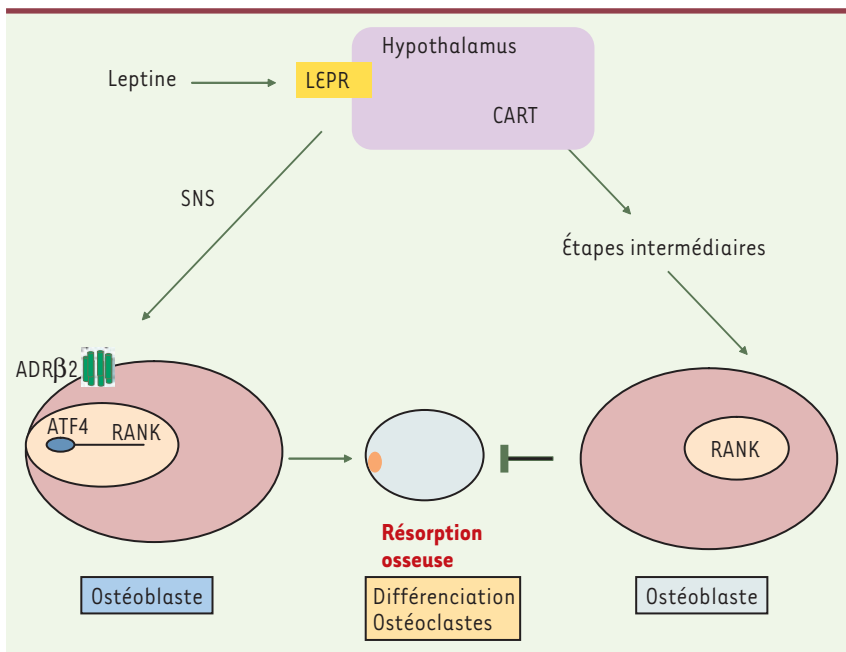 Hypothalamus
Leptine
LEPR
CART
SNS
Étapes intermédiaires
ADRβ2
ATF4
RANK
RANK
Résorption
osseuse
Ostéoblaste
Différenciation
Ostéoclastes
Ostéoblaste